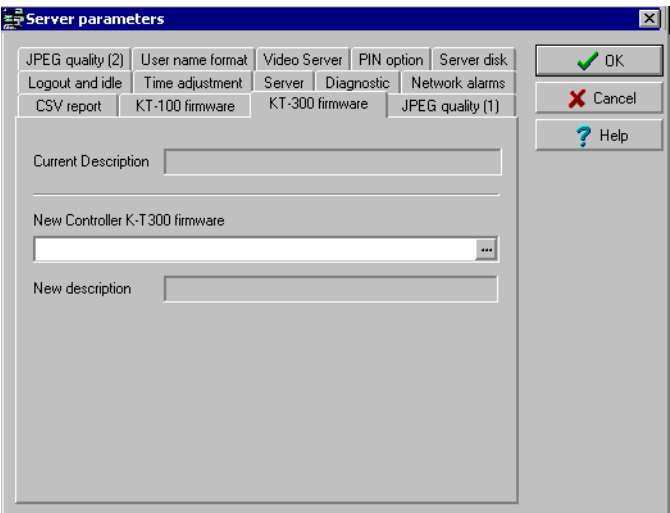 Server parameters
JPEG quality (2) User name format Video Server PIN option Server disk
Logout and idle Time adjustment Server Diagnostic Network alarms
CSV report KT-100 firmware KT-300 firmware JPEG quality (1)
OK
Cancel
Help
Current Description
New Controller K-T300 firmware
...
New description